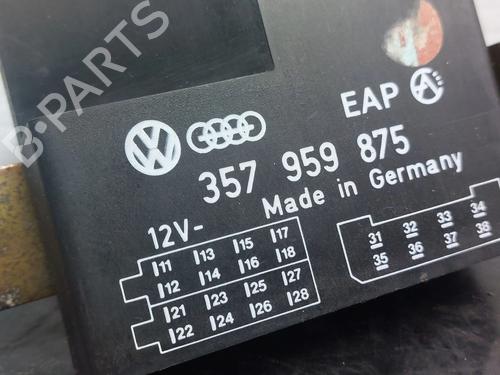 B-PARTS
EAP
357 959 875
Made in Germany
12V-
11 13 15 17
12 14 16 18
21 23 25 27
22 24 26 28
31 32 33 34
35 36 37 38